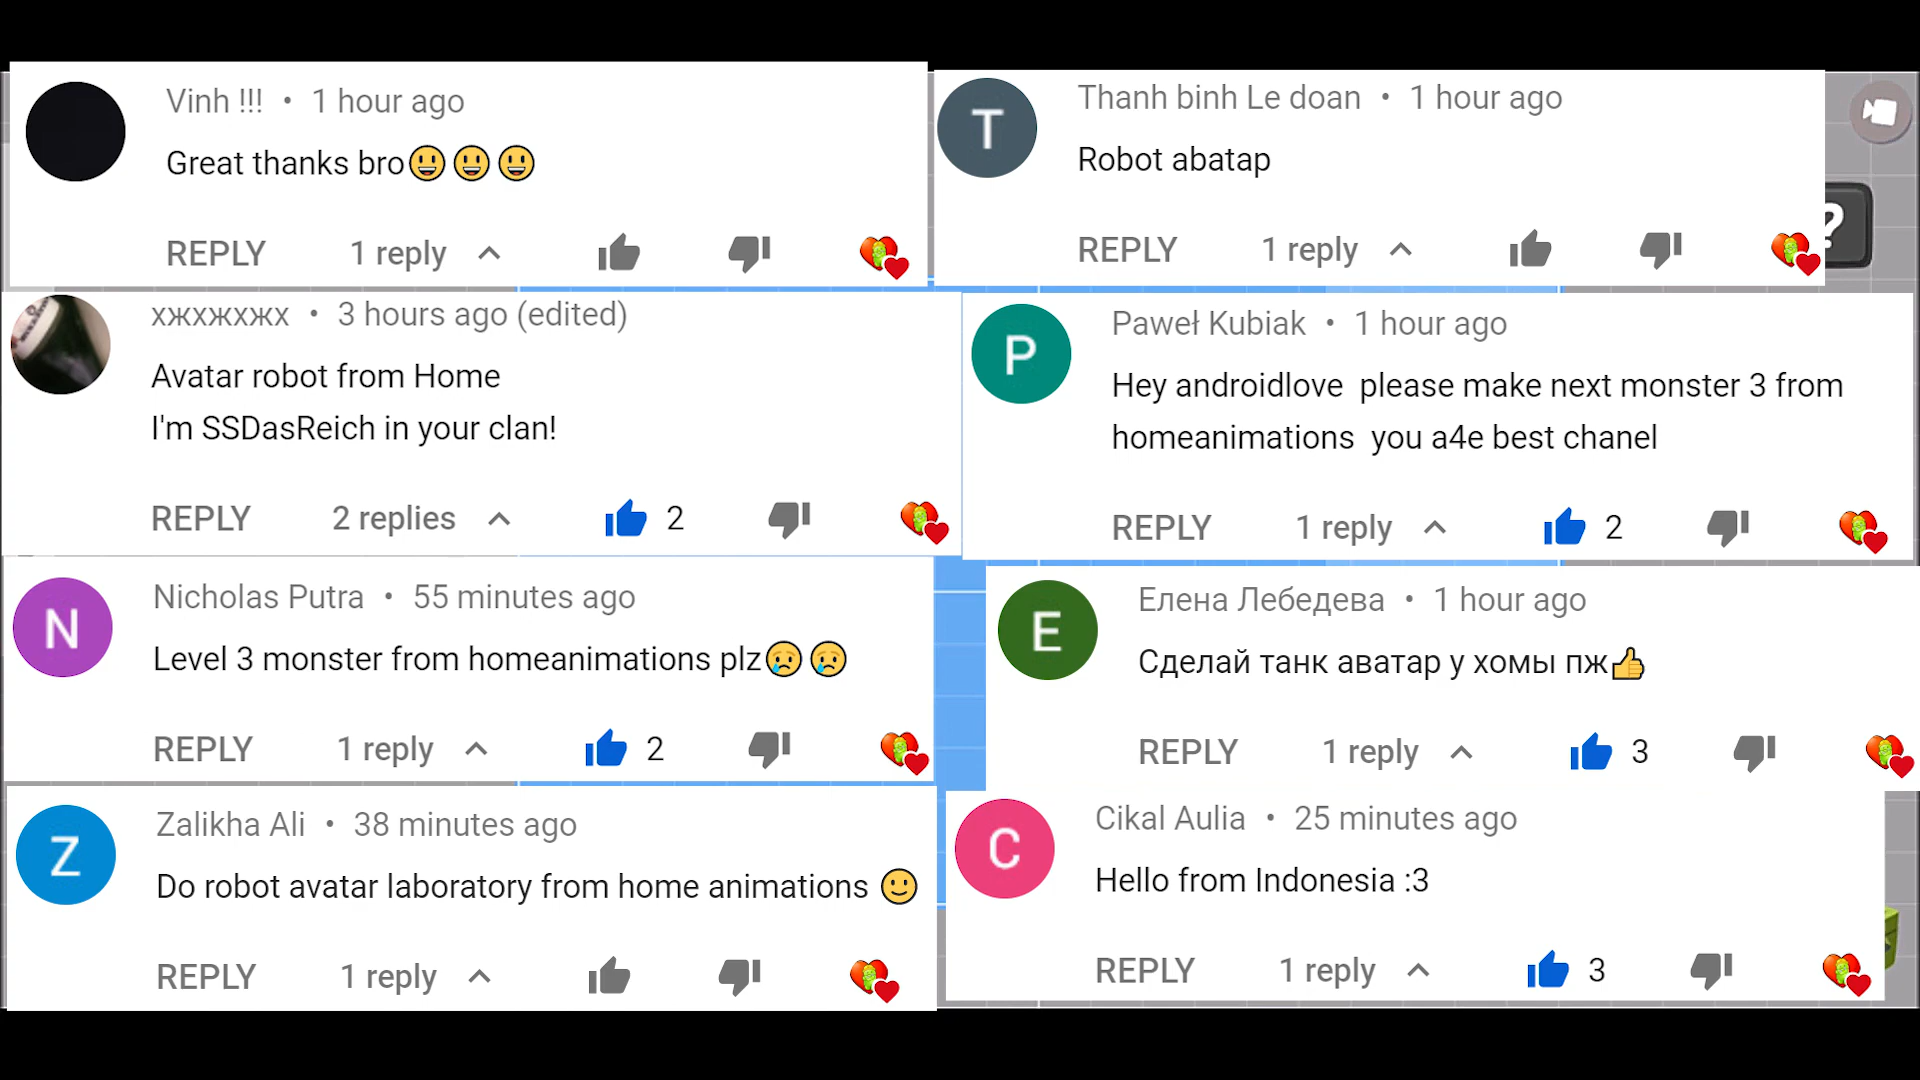 Vinh !!! • 1 hour ago
Great thanks bro😃😃😃
REPLY 1 reply
T
Thanh binh Le doan • 1 hour ago
Robot abatap
REPLY 1 reply
?
хжхжхжх • 3 hours ago (edited)
Avatar robot from Home
I'm SSDasReich in your clan!
REPLY 2 replies 2
P
Paweł Kubiak • 1 hour ago
Hey androidlove please make next monster 3 from
homeanimations you a4e best chanel
REPLY 1 reply 2
N
Nicholas Putra • 55 minutes ago
Level 3 monster from homeanimations plz😢😢
REPLY 1 reply 2
E
Елена Лебедева • 1 hour ago
Сделай танк аватар у хомы пж👍
REPLY 1 reply 3
Z
Zalikha Ali • 38 minutes ago
Do robot avatar laboratory from home animations 🙂
REPLY 1 reply
C
Cikal Aulia • 25 minutes ago
Hello from Indonesia :3
REPLY 1 reply 3